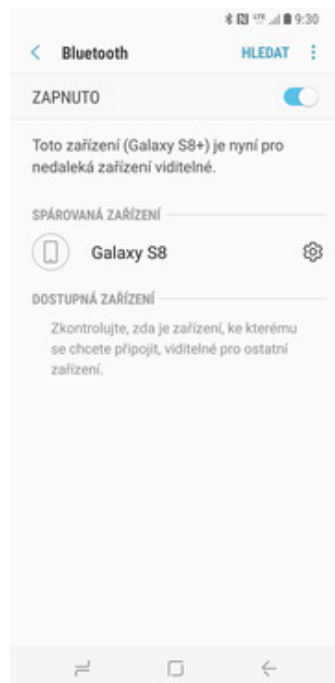 LTE 9:30
Bluetooth HLEDAT
ZAPNUTO
Toto zařízení (Galaxy S8+) je nyní pro
nedaleká zařízení viditelné.
SPÁROVANÁ ZAŘÍZENÍ
Galaxy S8
DOSTUPNÁ ZAŘÍZENÍ
Zkontrolujte, zda je zařízení, ke kterému
se chcete připojit, viditelné pro ostatní
zařízení.